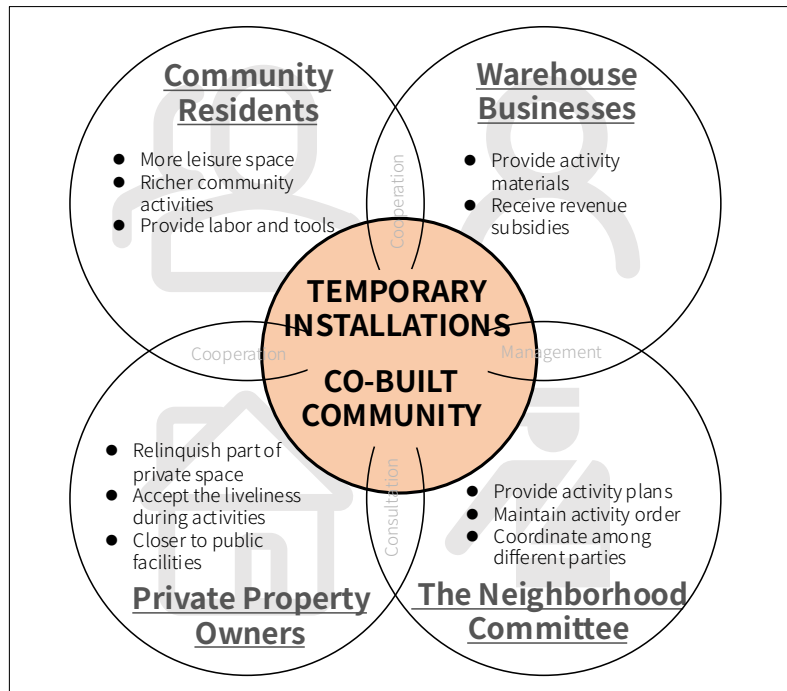 Community
Residents
More leisure space
Richer community
activities
Provide labor and tools
Warehouse
Businesses
Provide activity
materials
Receive revenue
subsidies
Cooperation
TEMPORARY
INSTALLATIONS
CO-BUILT
COMMUNITY
Cooperation
Management
Consultation
Relinquish part of
private space
Accept the liveliness
during activities
Closer to public
facilities
Private Property
Owners
Provide activity plans
Maintain activity order
Coordinate among
different parties
The Neighborhood
Committee